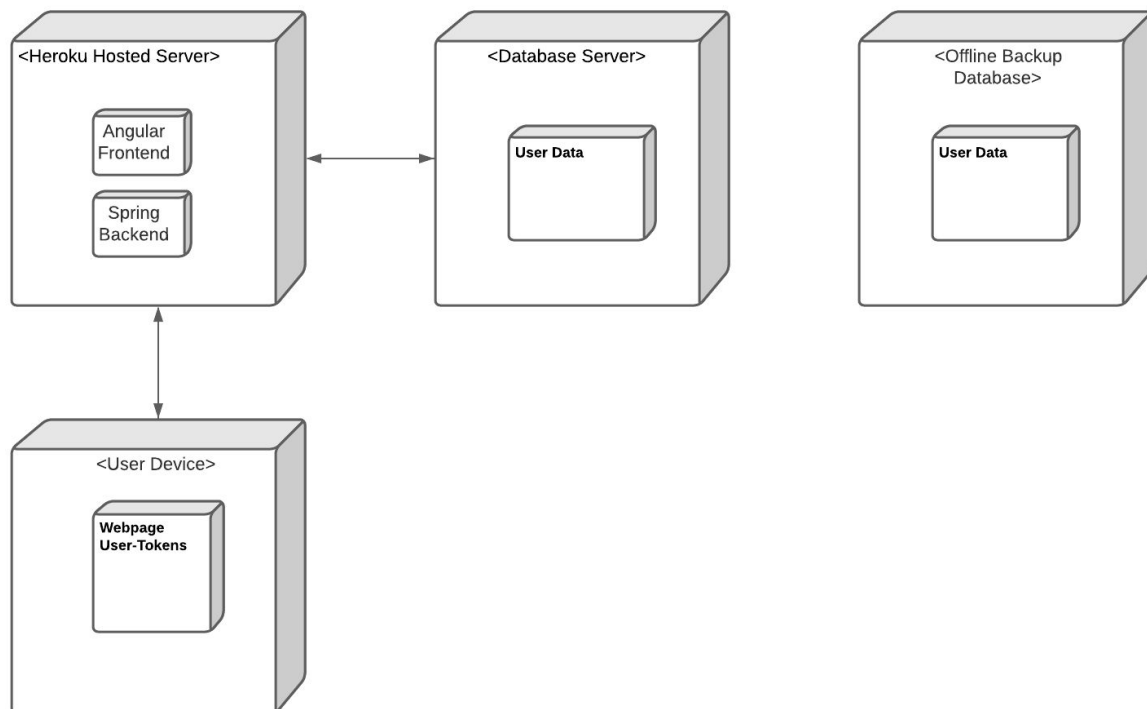 <Heroku Hosted Server>
Angular
Frontend
Spring
Backend
<Database Server>
User Data
<Offline Backup
Database>
User Data
<User Device>
Webpage
User-Tokens